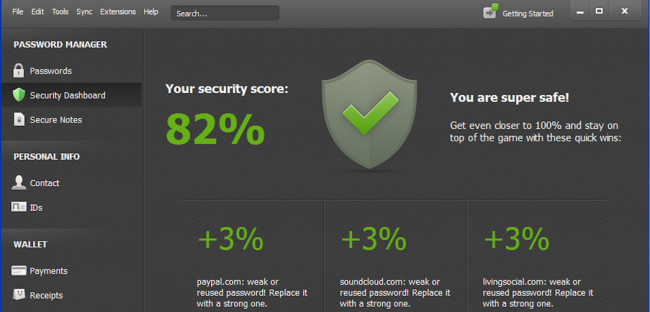 File Edit Tools Sync Extensions Help Search... Getting Started
PASSWORD MANAGER
Passwords
Security Dashboard
Secure Notes
PERSONAL INFO
Contact
IDs
WALLET
Payments
Receipts
Your security score:
82%
You are super safe!
Get even closer to 100% and stay on
top of the game with these quick wins:
+3%
paypal.com: weak or
reused password! Replace it
with a strong one.
+3%
soundcloud.com: weak or
reused password! Replace it
with a strong one.
+3%
livingsocial.com: weak or
reused password! Replace it
with a strong one.